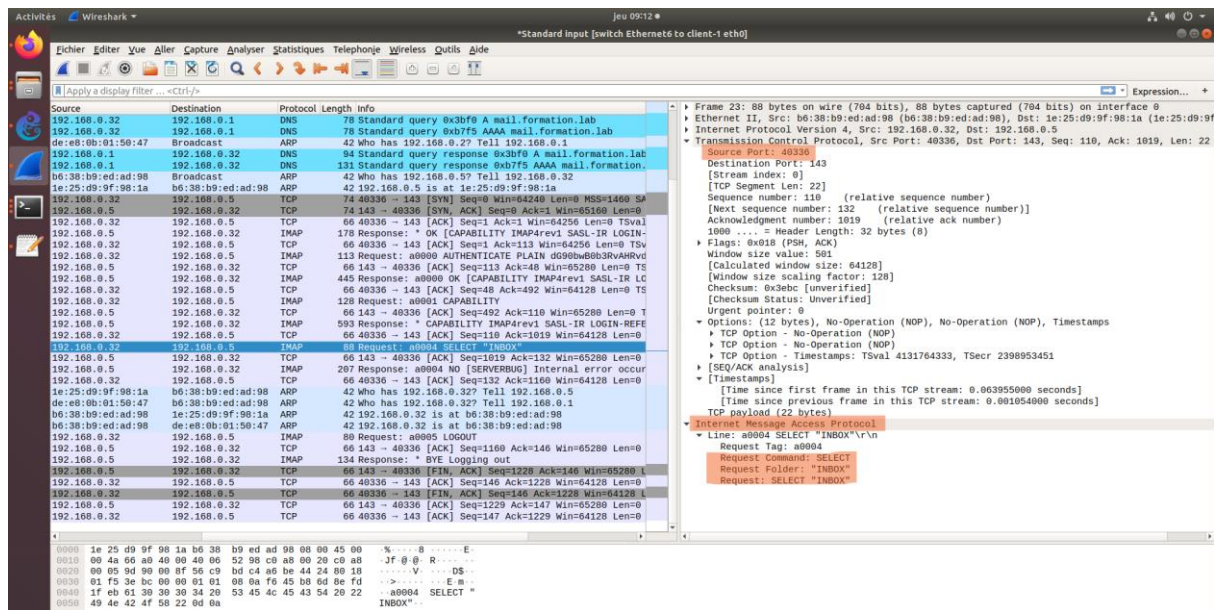 Activités Wireshark jeu 09:12
*Standard input [switch Ethernet6 to client-1 eth0]
Fichier Editer Vue Aller Capture Analyser Statistiques Telephonie Wireless Outils Aide
Apply a display filter ... <Ctrl-/> Expression... +
Source Destination Protocol Length Info
192.168.0.32 192.168.0.1 DNS 78 Standard query 0x3bf0 A mail.formation.lab
192.168.0.32 192.168.0.1 DNS 78 Standard query 0xb7f5 AAAA mail.formation.lab
de:e8:0b:01:50:47 Broadcast ARP 42 Who has 192.168.0.2? Tell 192.168.0.1
192.168.0.1 192.168.0.32 DNS 94 Standard query response 0x3bf0 A mail.formation.lab
192.168.0.1 192.168.0.32 DNS 131 Standard query response 0xb7f5 AAAA mail.formation.
b6:38:b9:ed:ad:98 Broadcast ARP 42 Who has 192.168.0.5? Tell 192.168.0.32
1e:25:d9:9f:98:1a b6:38:b9:ed:ad:98 ARP 42 192.168.0.5 is at 1e:25:d9:9f:98:1a
192.168.0.32 192.168.0.5 TCP 74 40336 → 143 [SYN] Seq=0 Win=64240 Len=0 MSS=1460 SA
192.168.0.5 192.168.0.32 TCP 74 143 → 40336 [SYN, ACK] Seq=0 Ack=1 Win=65160 Len=0
192.168.0.32 192.168.0.5 TCP 66 40336 → 143 [ACK] Seq=1 Ack=1 Win=64256 Len=0 TSval
192.168.0.5 192.168.0.32 IMAP 178 Response: * OK [CAPABILITY IMAP4rev1 SASL-IR LOGIN-
192.168.0.32 192.168.0.5 TCP 66 40336 → 143 [ACK] Seq=1 Ack=113 Win=64256 Len=0 TSv
192.168.0.32 192.168.0.5 IMAP 113 Request: a0000 AUTHENTICATE PLAIN dG90bwB0b3RvAHRvd
192.168.0.5 192.168.0.32 TCP 66 143 → 40336 [ACK] Seq=113 Ack=48 Win=65280 Len=0 TS
192.168.0.5 192.168.0.32 IMAP 445 Response: a0000 OK [CAPABILITY IMAP4rev1 SASL-IR LO
192.168.0.32 192.168.0.5 TCP 66 40336 → 143 [ACK] Seq=48 Ack=492 Win=64128 Len=0 TS
192.168.0.32 192.168.0.5 IMAP 128 Request: a0001 CAPABILITY
192.168.0.5 192.168.0.32 TCP 66 143 → 40336 [ACK] Seq=492 Ack=110 Win=65280 Len=0 T
192.168.0.5 192.168.0.32 IMAP 593 Response: * CAPABILITY IMAP4rev1 SASL-IR LOGIN-REFE
192.168.0.32 192.168.0.5 TCP 66 40336 → 143 [ACK] Seq=110 Ack=1019 Win=64128 Len=0
192.168.0.32 192.168.0.5 IMAP 88 Request: a0004 SELECT "INBOX"
192.168.0.5 192.168.0.32 TCP 66 143 → 40336 [ACK] Seq=1019 Ack=132 Win=65280 Len=0
192.168.0.5 192.168.0.32 IMAP 207 Response: a0004 NO [SERVERBUG] Internal error occur
192.168.0.32 192.168.0.5 TCP 66 40336 → 143 [ACK] Seq=132 Ack=1160 Win=64128 Len=0
1e:25:d9:9f:98:1a b6:38:b9:ed:ad:98 ARP 42 Who has 192.168.0.32? Tell 192.168.0.5
de:e8:0b:01:50:47 b6:38:b9:ed:ad:98 ARP 42 Who has 192.168.0.32? Tell 192.168.0.1
b6:38:b9:ed:ad:98 1e:25:d9:9f:98:1a ARP 42 192.168.0.32 is at b6:38:b9:ed:ad:98
b6:38:b9:ed:ad:98 de:e8:0b:01:50:47 ARP 42 192.168.0.32 is at b6:38:b9:ed:ad:98
192.168.0.32 192.168.0.5 IMAP 80 Request: a0005 LOGOUT
192.168.0.5 192.168.0.32 TCP 66 143 → 40336 [ACK] Seq=1160 Ack=146 Win=65280 Len=0
192.168.0.5 192.168.0.32 IMAP 134 Response: * BYE Logging out
192.168.0.5 192.168.0.32 TCP 66 143 → 40336 [FIN, ACK] Seq=1228 Ack=146 Win=65280 L
192.168.0.32 192.168.0.5 TCP 66 40336 → 143 [ACK] Seq=146 Ack=1228 Win=64128 Len=0
192.168.0.32 192.168.0.5 TCP 66 40336 → 143 [FIN, ACK] Seq=146 Ack=1228 Win=64128 L
192.168.0.5 192.168.0.32 TCP 66 143 → 40336 [ACK] Seq=1229 Ack=147 Win=65280 Len=0
192.168.0.32 192.168.0.5 TCP 66 40336 → 143 [ACK] Seq=147 Ack=1229 Win=64128 Len=0
Frame 23: 88 bytes on wire (704 bits), 88 bytes captured (704 bits) on interface 0
Ethernet II, Src: b6:38:b9:ed:ad:98 (b6:38:b9:ed:ad:98), Dst: 1e:25:d9:9f:98:1a (1e:25:d9:9f
Internet Protocol Version 4, Src: 192.168.0.32, Dst: 192.168.0.5
Transmission Control Protocol, Src Port: 40336, Dst Port: 143, Seq: 110, Ack: 1019, Len: 22
Source Port: 40336
Destination Port: 143
[Stream index: 0]
[TCP Segment Len: 22]
Sequence number: 110 (relative sequence number)
[Next sequence number: 132 (relative sequence number)]
Acknowledgment number: 1019 (relative ack number)
1000 .... = Header Length: 32 bytes (8)
Flags: 0x018 (PSH, ACK)
Window size value: 501
[Calculated window size: 64128]
[Window size scaling factor: 128]
Checksum: 0x3ebc [unverified]
[Checksum Status: Unverified]
Urgent pointer: 0
Options: (12 bytes), No-Operation (NOP), No-Operation (NOP), Timestamps
TCP Option - No-Operation (NOP)
TCP Option - No-Operation (NOP)
TCP Option - Timestamps: TSval 4131764333, TSecr 2398953451
[SEQ/ACK analysis]
[Timestamps]
[Time since first frame in this TCP stream: 0.063955000 seconds]
[Time since previous frame in this TCP stream: 0.001054000 seconds]
TCP payload (22 bytes)
Internet Message Access Protocol
Line: a0004 SELECT "INBOX"\r\n
Request Tag: a0004
Request Command: SELECT
Request Folder: "INBOX"
Request: SELECT "INBOX"
0000 1e 25 d9 9f 98 1a b6 38 b9 ed ad 98 08 00 45 00 ·%·····8 ······E·
0010 00 4a 66 a0 40 00 40 06 52 98 c0 a8 00 20 c0 a8 ·Jf·@·@· R···· ··
0020 00 05 9d 90 00 8f 56 c9 bd c4 a6 be 44 24 80 18 ······V· ····D$··
0030 01 f5 3e bc 00 00 01 01 08 0a f6 45 b8 6d 8e fd ··>····· ···E·m··
0040 1f eb 61 30 30 30 34 20 53 45 4c 45 43 54 20 22 ··a0004 SELECT "
0050 49 4e 42 4f 58 22 0d 0a INBOX"··